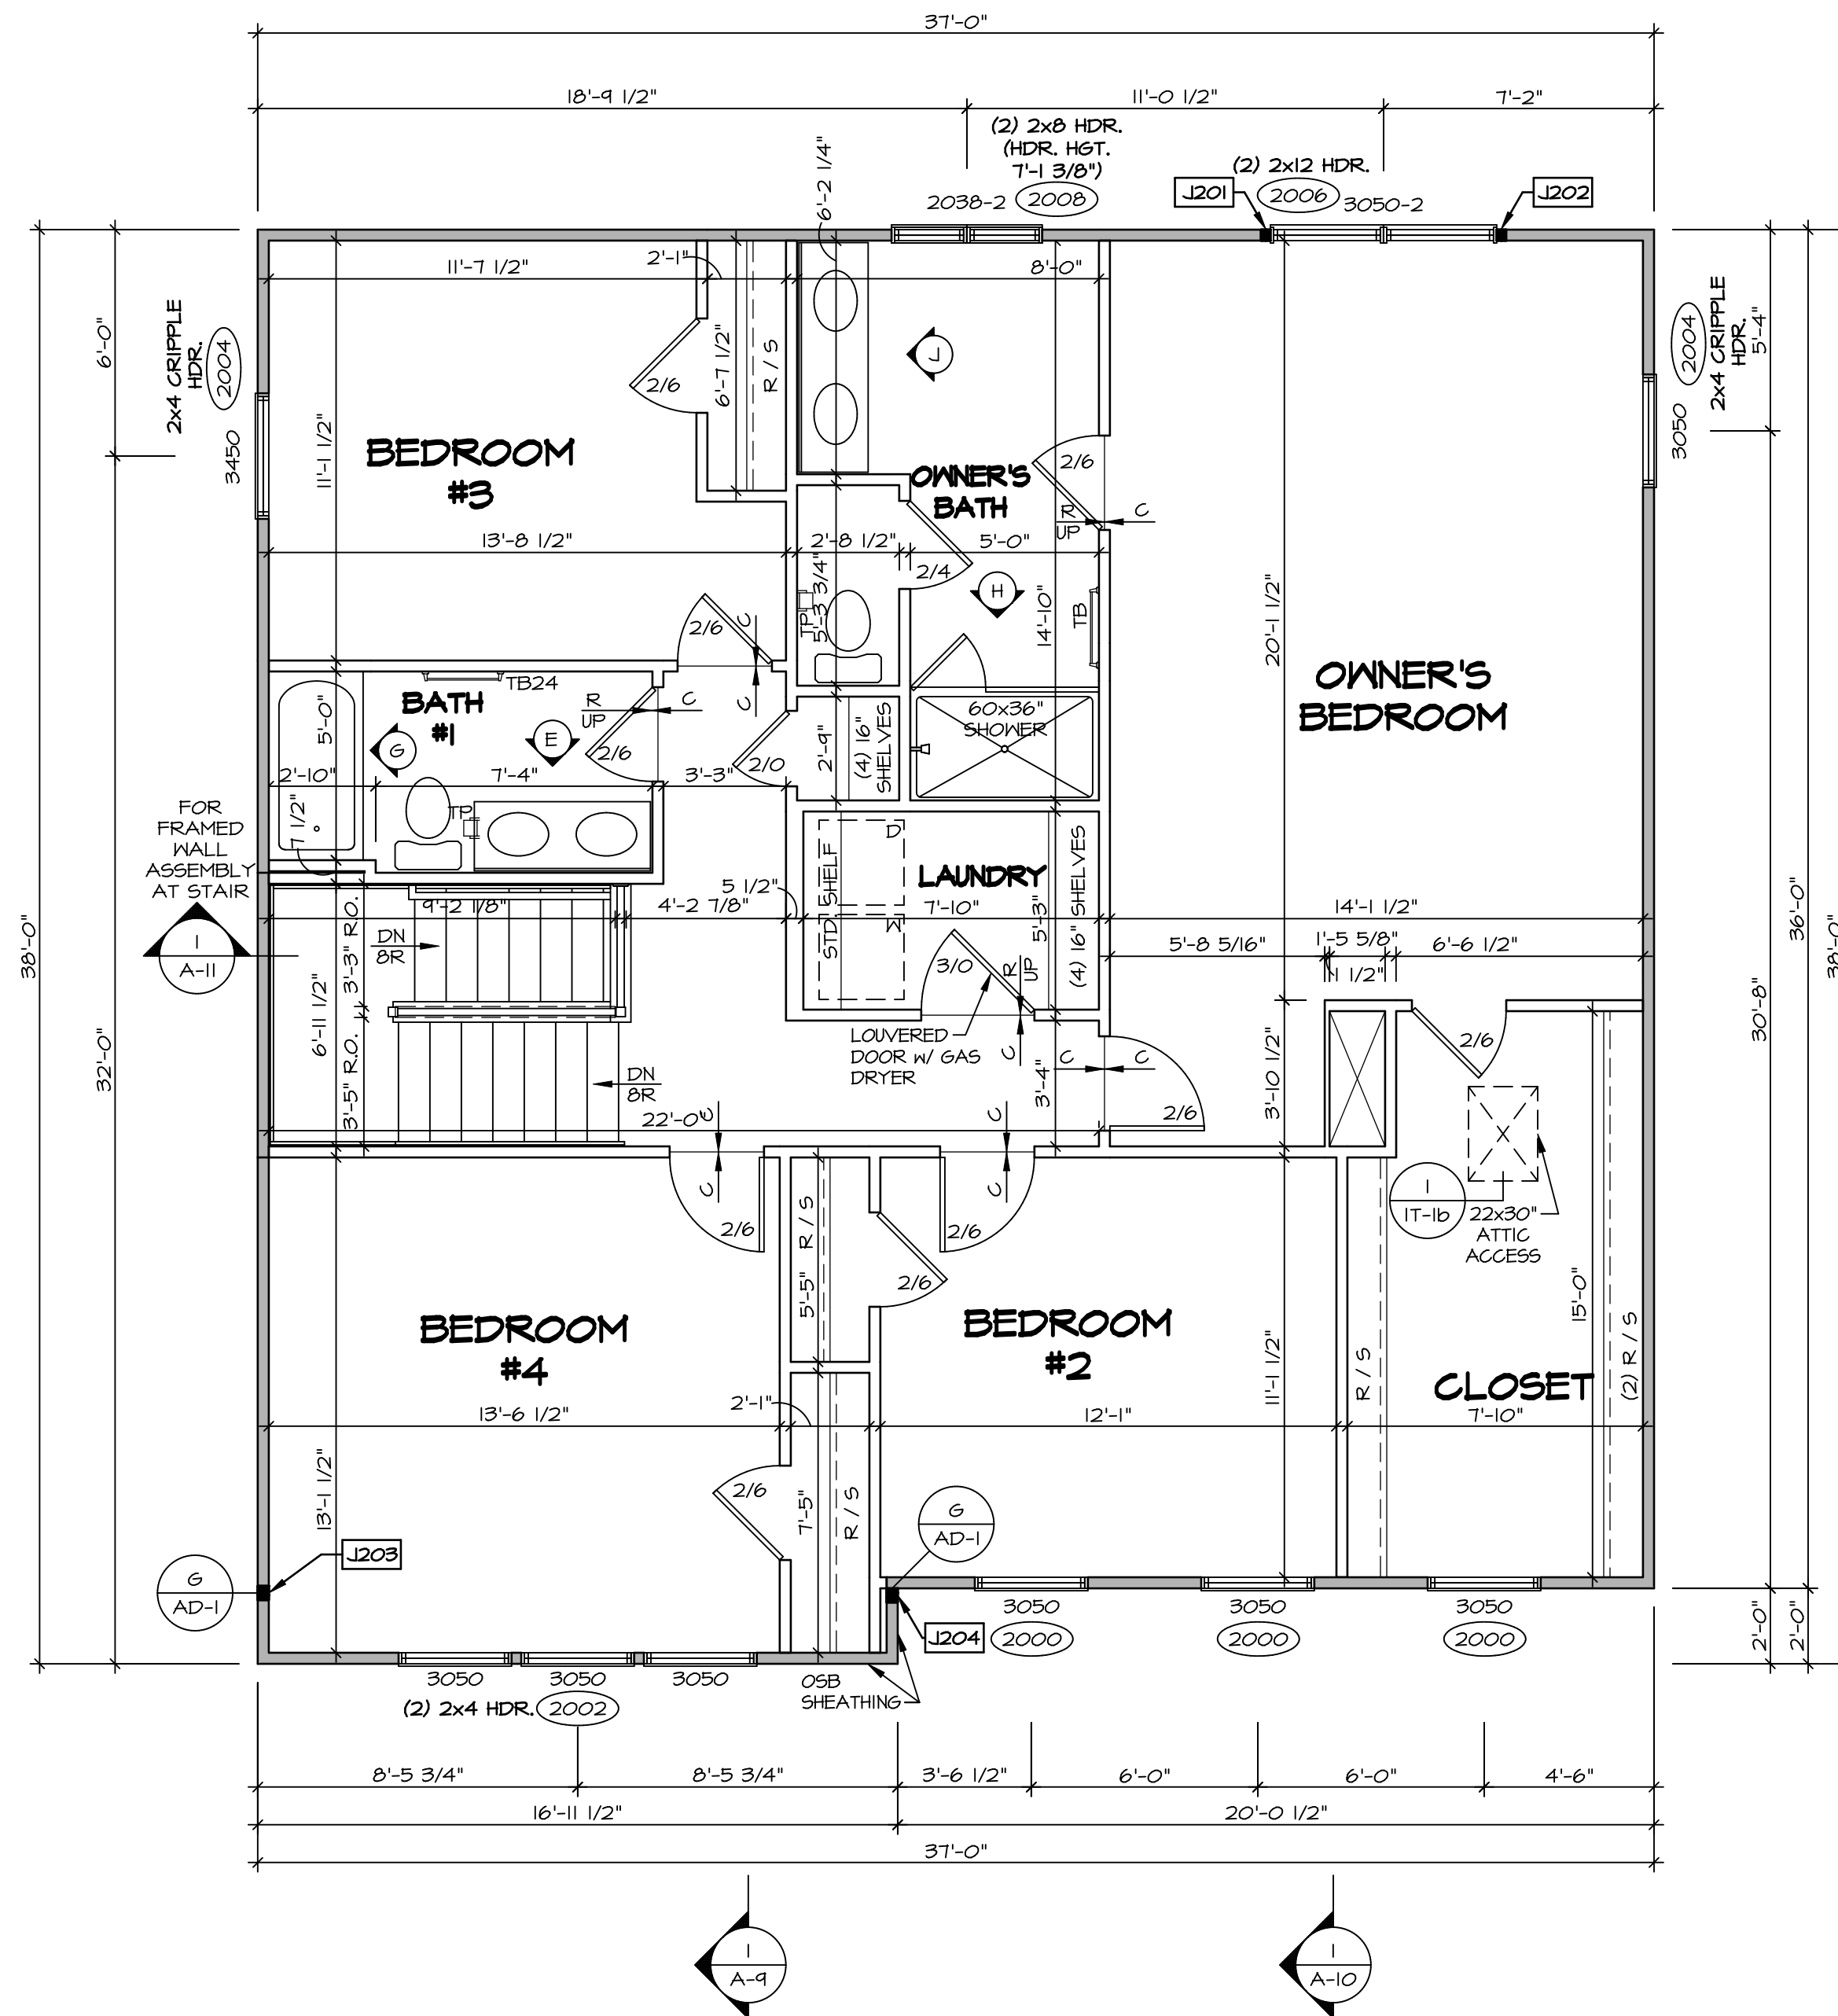 37'-0"
18'-9 1/2"
11'-0 1/2"
7'-2"
(2) 2x8 HDR.
(HDR. HGT.
7'-1 3/8")
2038-2
2008
6'-2 1/4"
(2) 2x12 HDR.
J201
2006
3050-2
J202
11'-7 1/2"
2'-1"
8'-0"
6'-0"
2x4 CRIPPLE
HDR.
2004
3450
2004
2x4 CRIPPLE
HDR.
5'-4"
3050
2/6
6'-7 1/2"
R / S
J
11'-1 1/2"
BEDROOM
#3
OWNER'S
BATH
2/6
R
UP
C
13'-8 1/2"
2'-8 1/2"
5'-0"
2/4
5'-3 3/4"
TP
H
14'-10"
TB
20'-1 1/2"
2/6
C
C
OWNER'S
BEDROOM
TB24
BATH
#1
R
UP
C
5'-0"
G
E
2/6
2/0
2'-9"
(4) 16"
SHELVES
60x36"
SHOWER
2'-10"
7'-4"
3'-3"
7 1/2"
TP
FOR
FRAMED
WALL
ASSEMBLY
AT STAIR
1
A-11
D
W
STD. SHELF
LAUNDRY
(4) 16" SHELVES
5 1/2"
9'-2 1/8"
4'-2 7/8"
7'-10"
5'-3"
14'-1 1/2"
5'-8 5/16"
1'-5 5/8"
6'-6 1/2"
1 1/2"
38'-0"
32'-0"
36'-0"
38'-0"
30'-8"
DN
8R
3'-3" R.O.
6'-11 1/2"
3'-5" R.O.
DN
8R
3/0
R
UP
C
LOUVERED
DOOR w/ GAS
DRYER
C
C
3'-4"
2/6
3'-10 1/2"
2/6
22'-0"
C
C
C
C
2/6
2/6
2/6
R / S
5'-5"
1
1T-1b
22x30"
ATTIC
ACCESS
15'-0"
BEDROOM
#4
BEDROOM
#2
11'-1 1/2"
R / S
CLOSET
(2) R / S
13'-6 1/2"
2'-1"
12'-1"
7'-10"
13'-1 1/2"
2/6
7'-5"
R / S
G
AD-1
J203
G
AD-1
J204
3050
2000
3050
2000
3050
2000
2'-0"
2'-0"
3050
3050
3050
(2) 2x4 HDR.
2002
OSB
SHEATHING
8'-5 3/4"
8'-5 3/4"
3'-6 1/2"
6'-0"
6'-0"
4'-6"
16'-11 1/2"
20'-0 1/2"
37'-0"
1
A-9
1
A-10